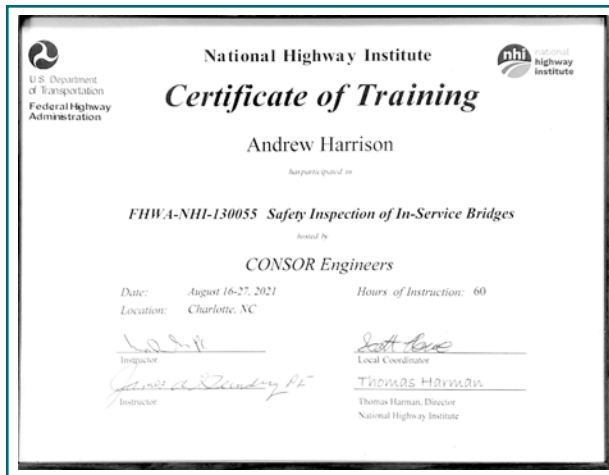 National Highway Institute
U.S. Department
of Transportation
Federal Highway
Administration
nhi national
highway
institute
Certificate of Training
Andrew Harrison
has participated in
FHWA-NHI-130055 Safety Inspection of In-Service Bridges
hosted by
CONSOR Engineers
Date: August 16-27, 2021 Hours of Instruction: 60
Location: Charlotte, NC
Instructor
Local Coordinator
Thomas Harman
Instructor
Thomas Harman, Director
National Highway Institute